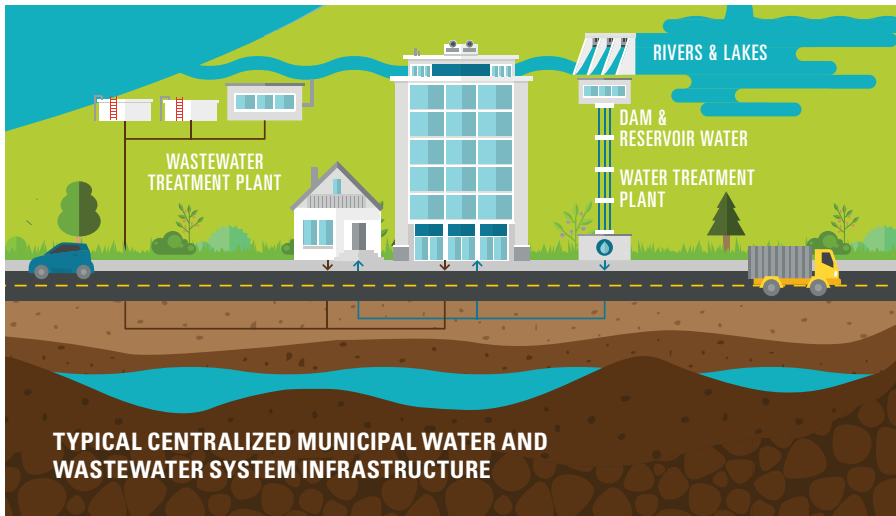 RIVERS & LAKES
DAM &
RESERVOIR WATER
WASTEWATER
TREATMENT PLANT
WATER TREATMENT
PLANT
TYPICAL CENTRALIZED MUNICIPAL WATER AND
WASTEWATER SYSTEM INFRASTRUCTURE